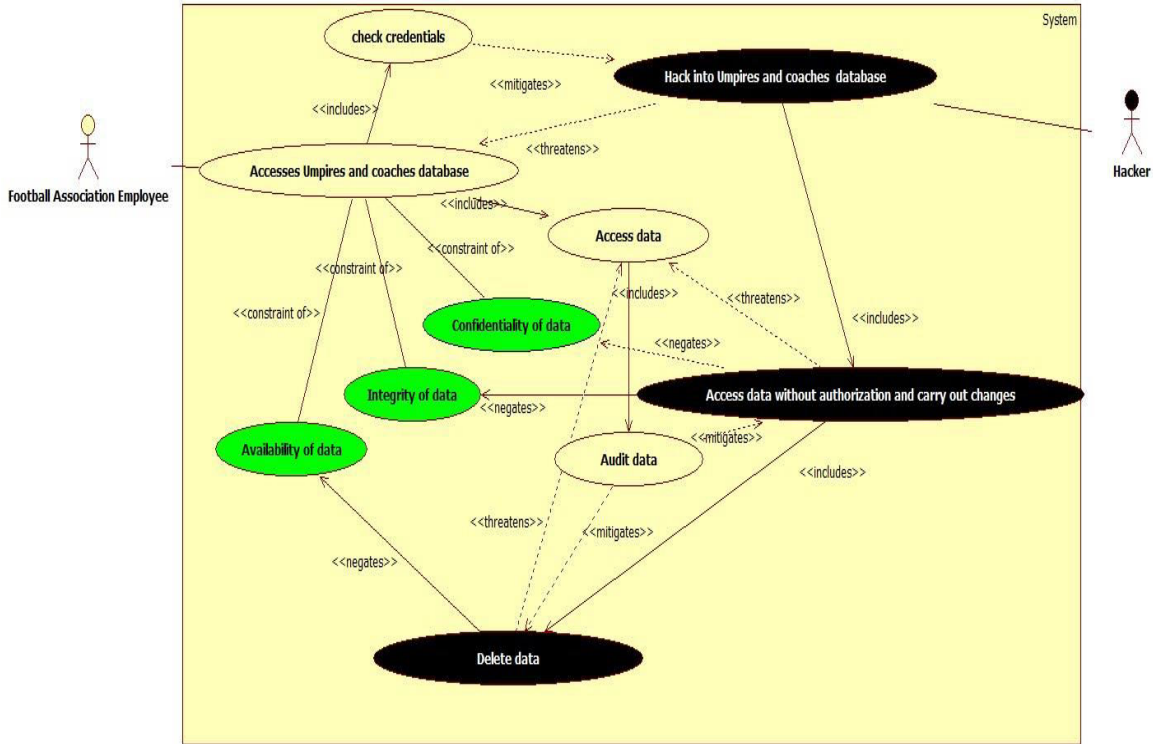 System
check credentials
Hack into Umpires and coaches database
<<mitigates>>
<<includes>>
<<threatens>>
Football Association Employee
Accesses Umpires and coaches database
Hacker
<<includes>>
Access data
<<constraint of>>
<<constraint of>>
<<includes>>
<<threatens>>
<<constraint of>>
Confidentiality of data
<<includes>>
<<negates>>
Integrity of data
<<negates>>
Access data without authorization and carry out changes
<<mitigates>>
Availability of data
Audit data
<<includes>>
<<threatens>>
<<mitigates>>
<<negates>>
Delete data